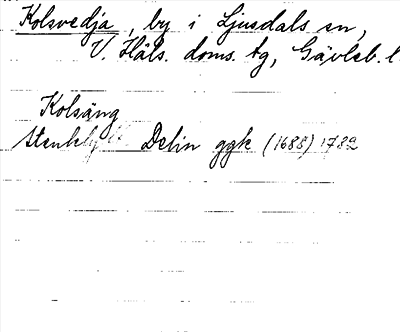 Kolsvedja, by i Ljusdals sn,
V. Häls. doms. tg, Gävleb. l.
Kolsäng
Delin ggk (1688) 1782